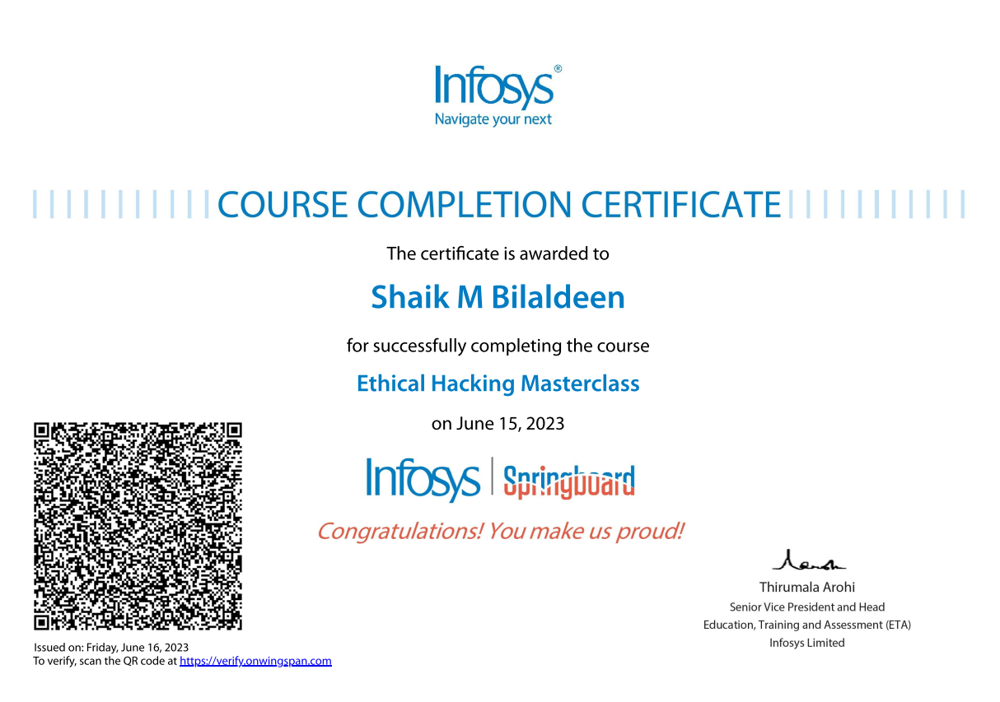 Infosys®
Navigate your next
COURSE COMPLETION CERTIFICATE
The certificate is awarded to
Shaik M Bilaldeen
for successfully completing the course
Ethical Hacking Masterclass
on June 15, 2023
Infosys | Springboard
Congratulations! You make us proud!
Thirumala Arohi
Senior Vice President and Head
Education, Training and Assessment (ETA)
Infosys Limited
Issued on: Friday, June 16, 2023
To verify, scan the QR code at https://verify.onwingspan.com